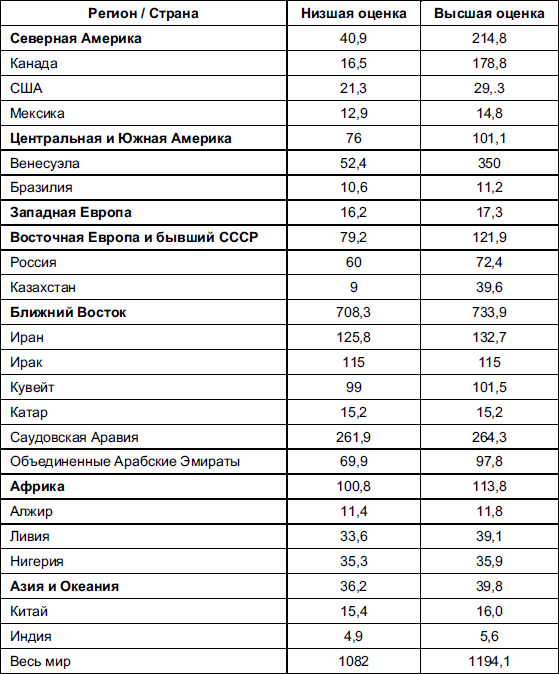 Регион / Страна Низшая оценка Высшая оценка
Северная Америка 40,9 214,8
Канада 16,5 178,8
США 21,3 29,.3
Мексика 12,9 14,8
Центральная и Южная Америка 76 101,1
Венесуэла 52,4 350
Бразилия 10,6 11,2
Западная Европа 16,2 17,3
Восточная Европа и бывший СССР 79,2 121,9
Россия 60 72,4
Казахстан 9 39,6
Ближний Восток 708,3 733,9
Иран 125,8 132,7
Ирак 115 115
Кувейт 99 101,5
Катар 15,2 15,2
Саудовская Аравия 261,9 264,3
Объединенные Арабские Эмираты 69,9 97,8
Африка 100,8 113,8
Алжир 11,4 11,8
Ливия 33,6 39,1
Нигерия 35,3 35,9
Азия и Океания 36,2 39,8
Китай 15,4 16,0
Индия 4,9 5,6
Весь мир 1082 1194,1